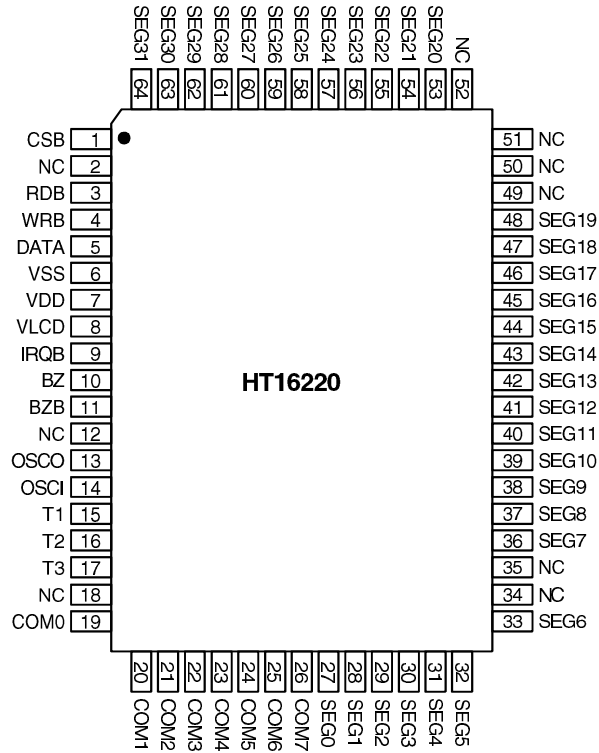 SEG31 SEG30 SEG29 SEG28 SEG27 SEG26 SEG25 SEG24 SEG23 SEG22 SEG21 SEG20 NC
64 63 62 61 60 59 58 57 56 55 54 53 52
CSB 1 51 NC
NC 2 50 NC
RDB 3 49 NC
WRB 4 48 SEG19
DATA 5 47 SEG18
VSS 6 46 SEG17
VDD 7 45 SEG16
VLCD 8 44 SEG15
IRQB 9 43 SEG14
BZ 10 HT16220 42 SEG13
BZB 11 41 SEG12
NC 12 40 SEG11
OSCO 13 39 SEG10
OSCI 14 38 SEG9
T1 15 37 SEG8
T2 16 36 SEG7
T3 17 35 NC
NC 18 34 NC
COM0 19 33 SEG6
20 21 22 23 24 25 26 27 28 29 30 31 32
COM1 COM2 COM3 COM4 COM5 COM6 COM7 SEG0 SEG1 SEG2 SEG3 SEG4 SEG5